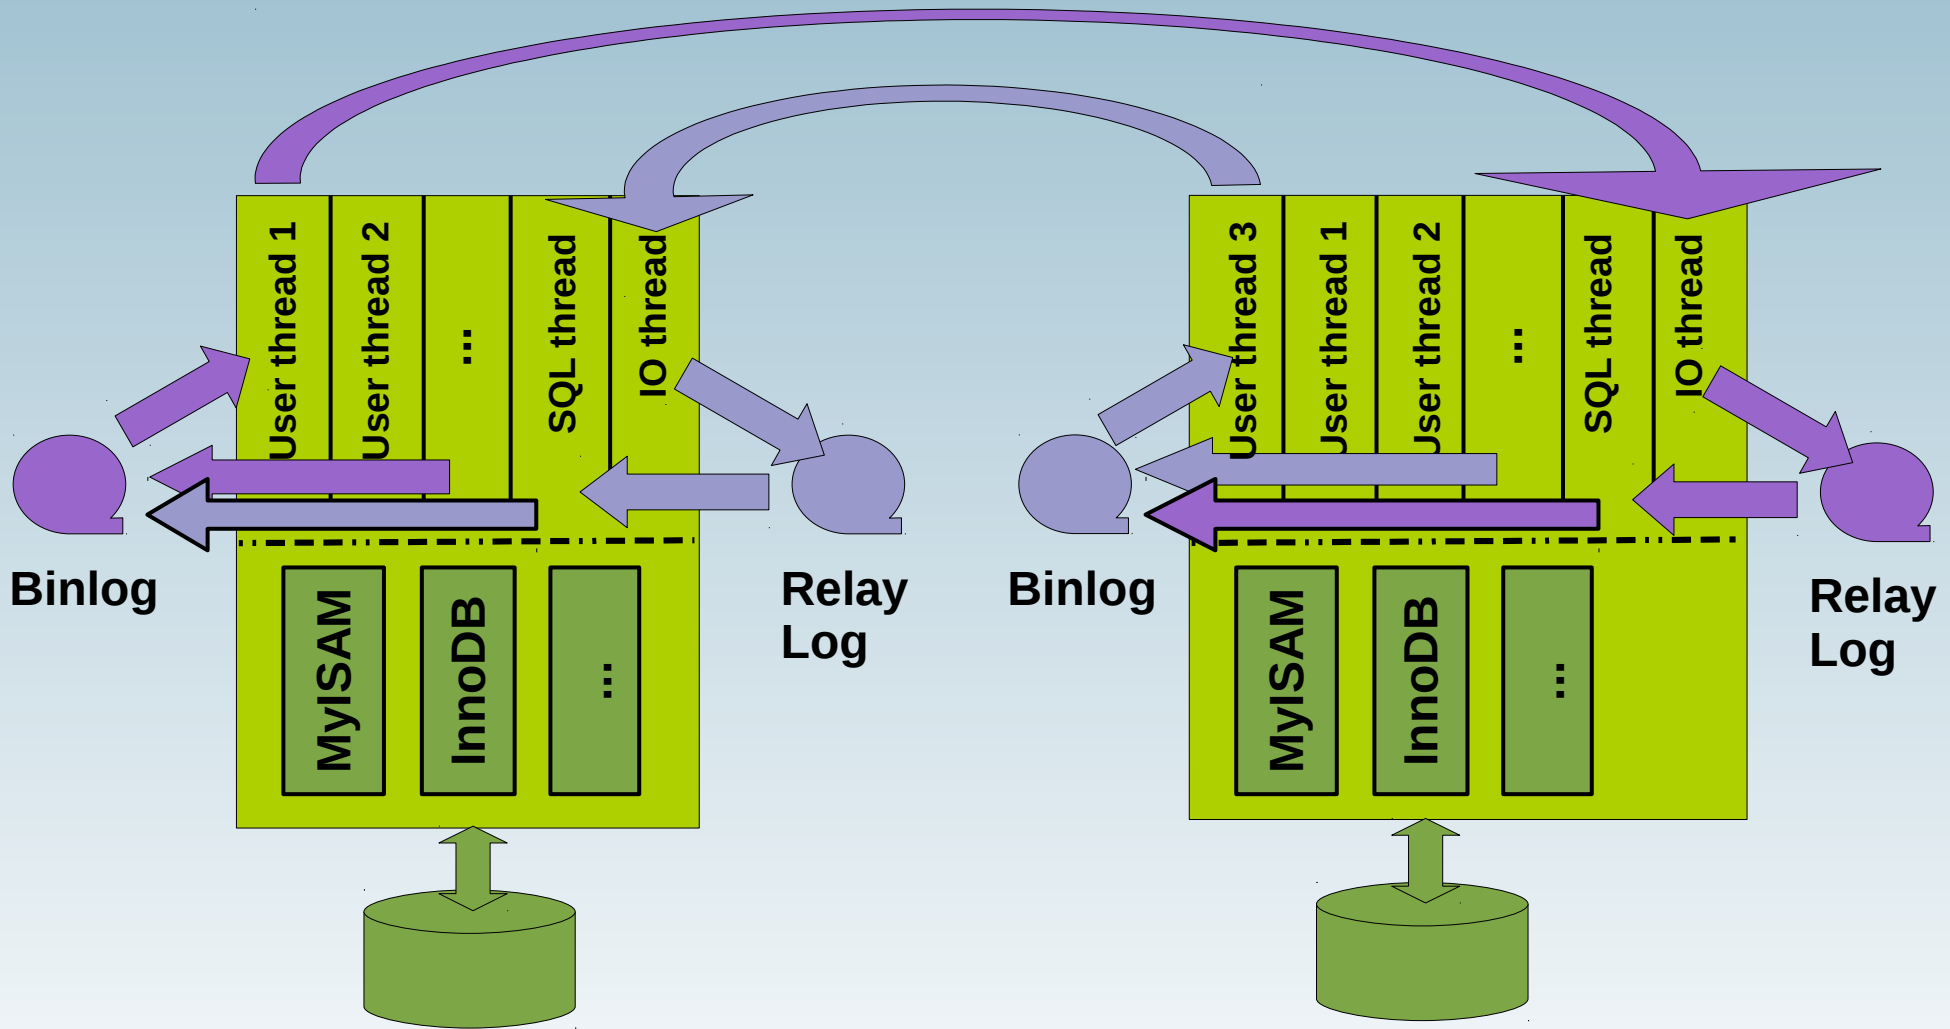 User thread 1
User thread 2
...
SQL thread
IO thread
Binlog
Relay
Log
MyISAM
InnoDB
...
User thread 3
User thread 1
User thread 2
...
SQL thread
IO thread
Binlog
Relay
Log
MyISAM
InnoDB
...